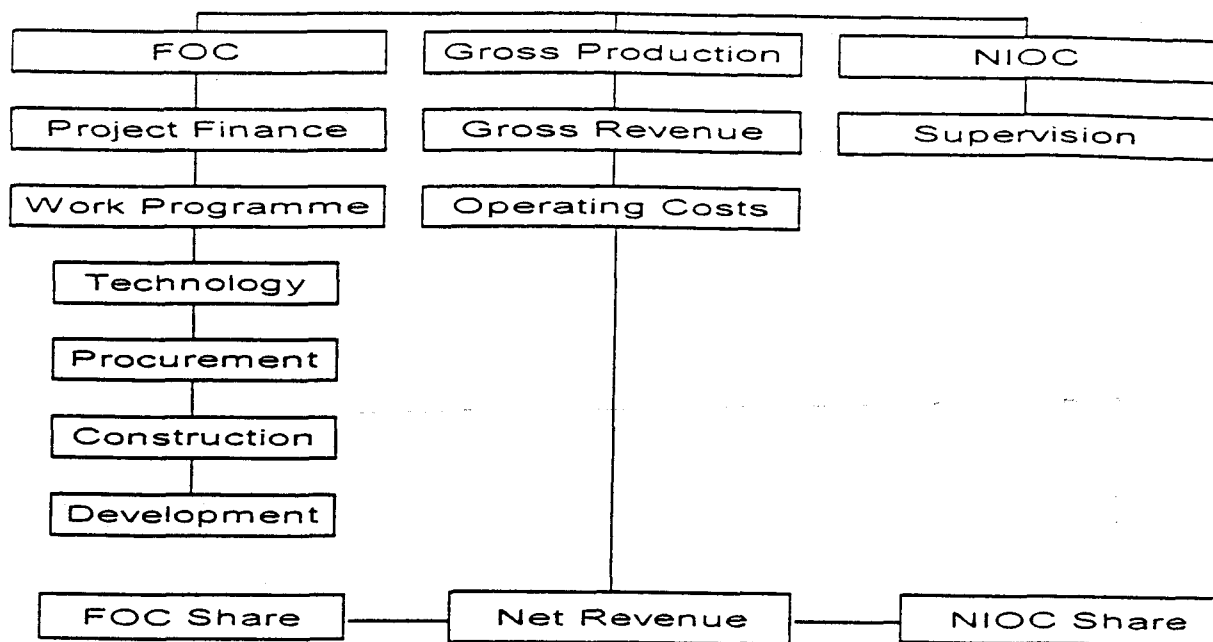 FOC
Gross Production
NIOC
Project Finance
Gross Revenue
Supervision
Work Programme
Operating Costs
Technology
Procurement
Construction
Development
FOC Share
Net Revenue
NIOC Share